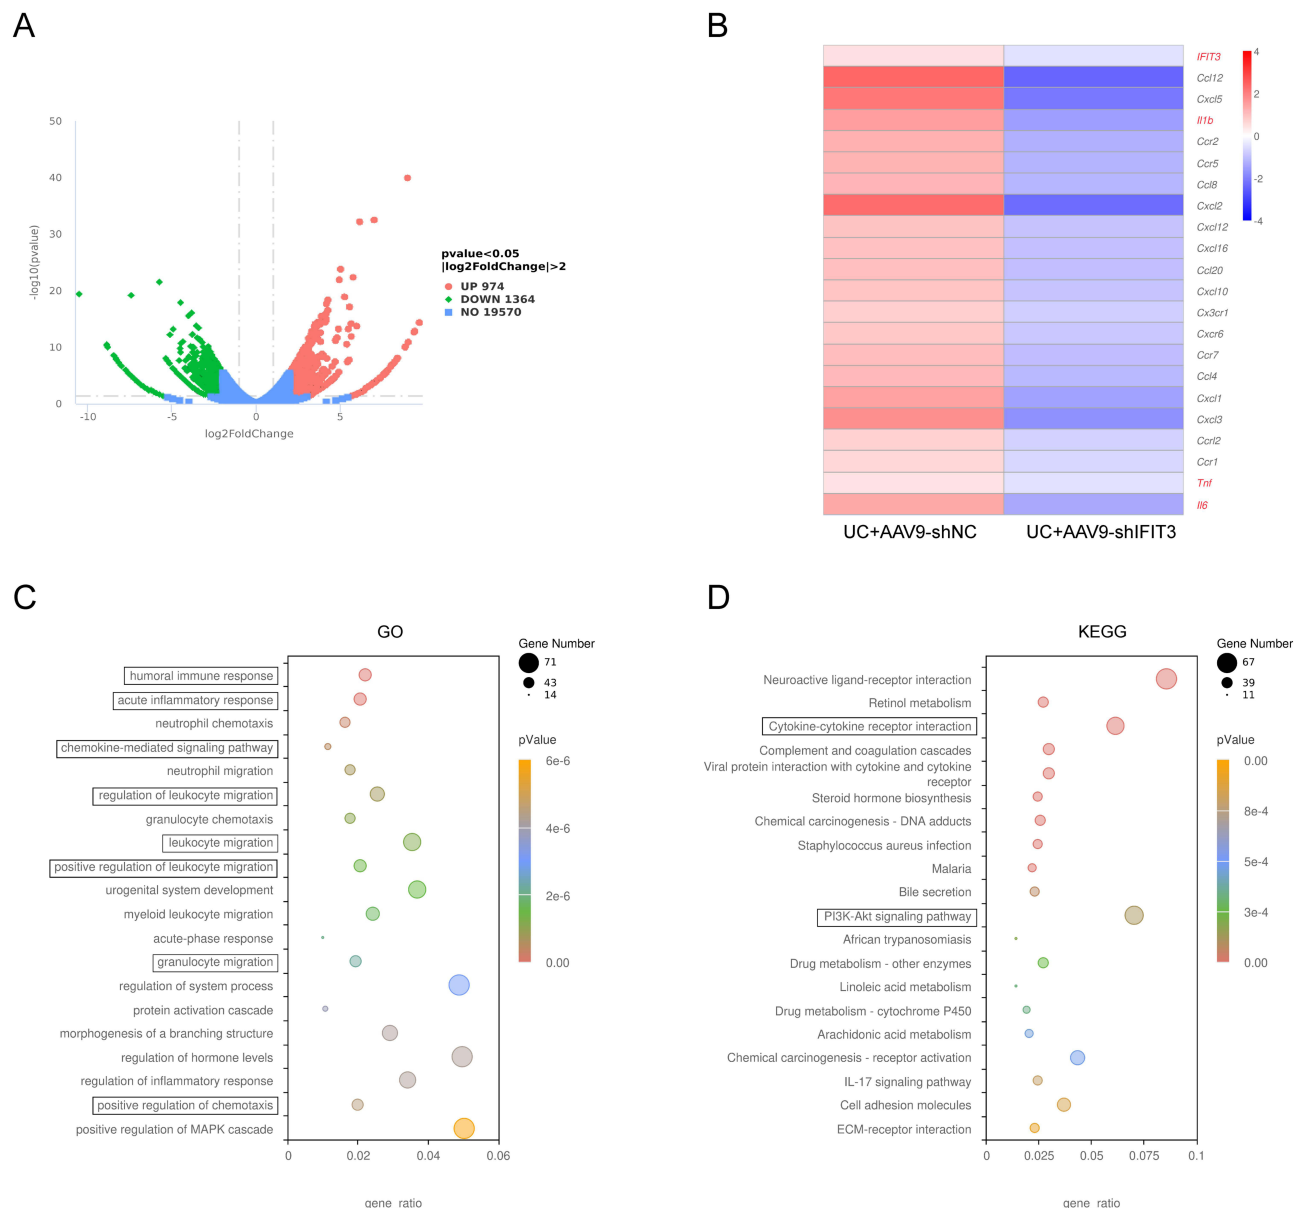 A
50
40
30
20
10
0
-log10(pvalue)
-10
-5
0
5
log2FoldChange
pvalue<0.05
|log2FoldChange|>2
UP 974
DOWN 1364
NO 19570
B
IFIT3
Ccl12
Cxcl5
Il1b
Ccr2
Ccr5
Ccl8
Cxcl2
Cxcl12
Cxcl16
Ccl20
Cxcl10
Cx3cr1
Cxcr6
Ccr7
Ccl4
Cxcl1
Cxcl3
Ccrl2
Ccr1
Tnf
Il6
4
2
0
-2
-4
UC+AAV9-shNC
UC+AAV9-shIFIT3
C
GO
humoral immune response
acute inflammatory response
neutrophil chemotaxis
chemokine-mediated signaling pathway
neutrophil migration
regulation of leukocyte migration
granulocyte chemotaxis
leukocyte migration
positive regulation of leukocyte migration
urogenital system development
myeloid leukocyte migration
acute-phase response
granulocyte migration
regulation of system process
protein activation cascade
morphogenesis of a branching structure
regulation of hormone levels
regulation of inflammatory response
positive regulation of chemotaxis
positive regulation of MAPK cascade
0
0.02
0.04
0.06
gene_ratio
Gene Number
71
43
14
pValue
6e-6
4e-6
2e-6
0.00
D
KEGG
Neuroactive ligand-receptor interaction
Retinol metabolism
Cytokine-cytokine receptor interaction
Complement and coagulation cascades
Viral protein interaction with cytokine and cytokine
receptor
Steroid hormone biosynthesis
Chemical carcinogenesis - DNA adducts
Staphylococcus aureus infection
Malaria
Bile secretion
PI3K-Akt signaling pathway
African trypanosomiasis
Drug metabolism - other enzymes
Linoleic acid metabolism
Drug metabolism - cytochrome P450
Arachidonic acid metabolism
Chemical carcinogenesis - receptor activation
IL-17 signaling pathway
Cell adhesion molecules
ECM-receptor interaction
0
0.025
0.05
0.075
0.1
gene_ratio
Gene Number
67
39
11
pValue
0.00
8e-4
5e-4
3e-4
0.00